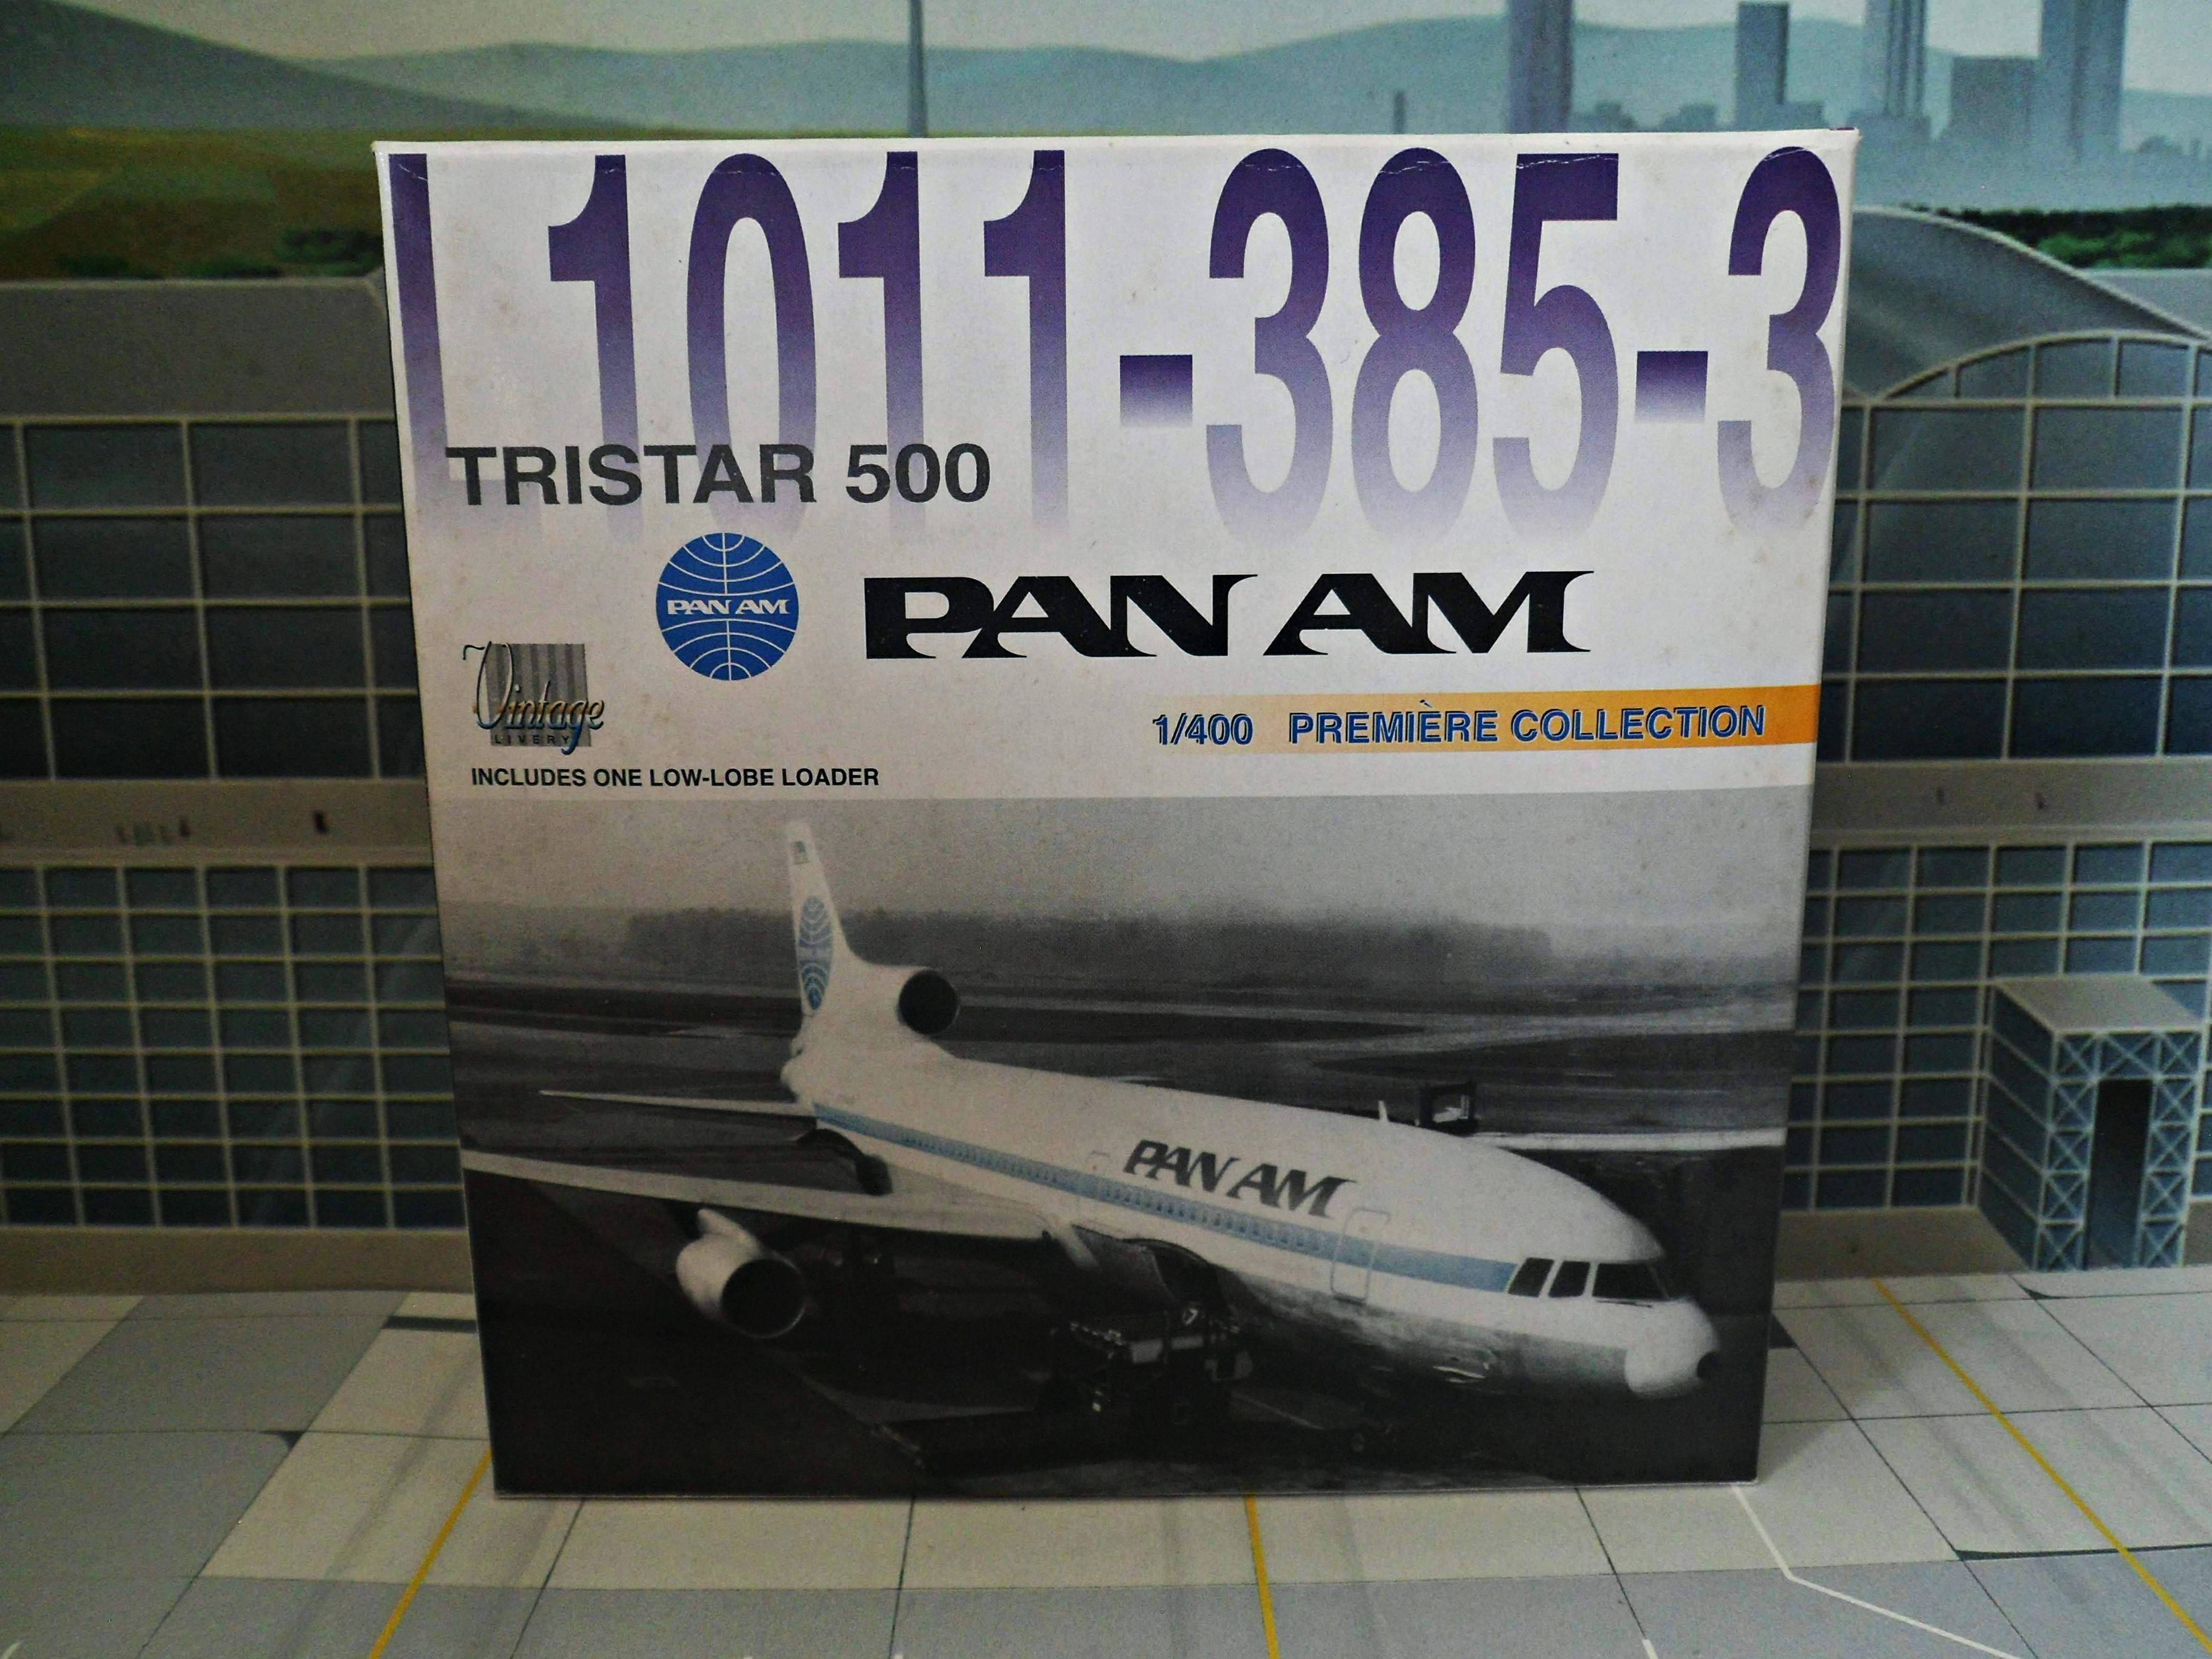 L1011-385-3
TRISTAR 500
PAN AM
PAN AM
Vintage
LIVERY
1/400 PREMIÈRE COLLECTION
INCLUDES ONE LOW-LOBE LOADER
PAN AM